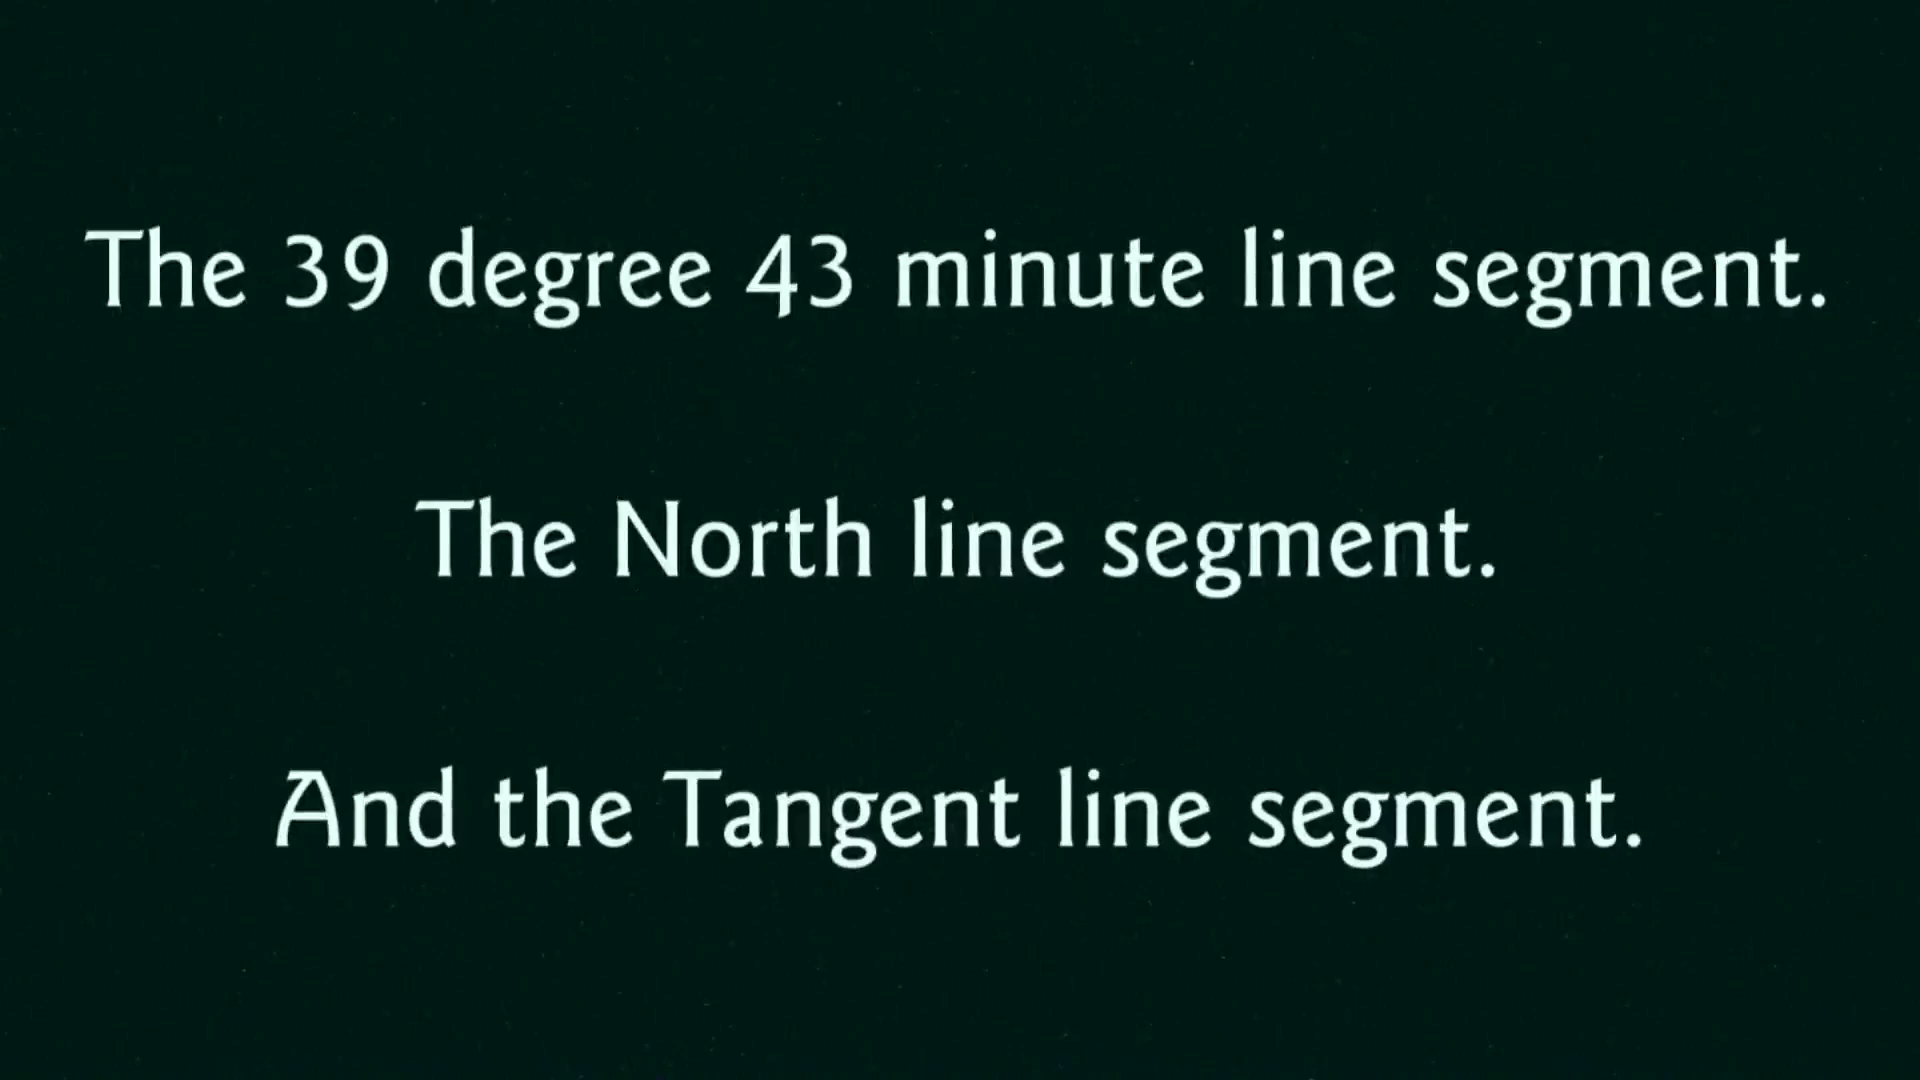 The 39 degree 43 minute line segment.
The North line segment.
And the Tangent line segment.